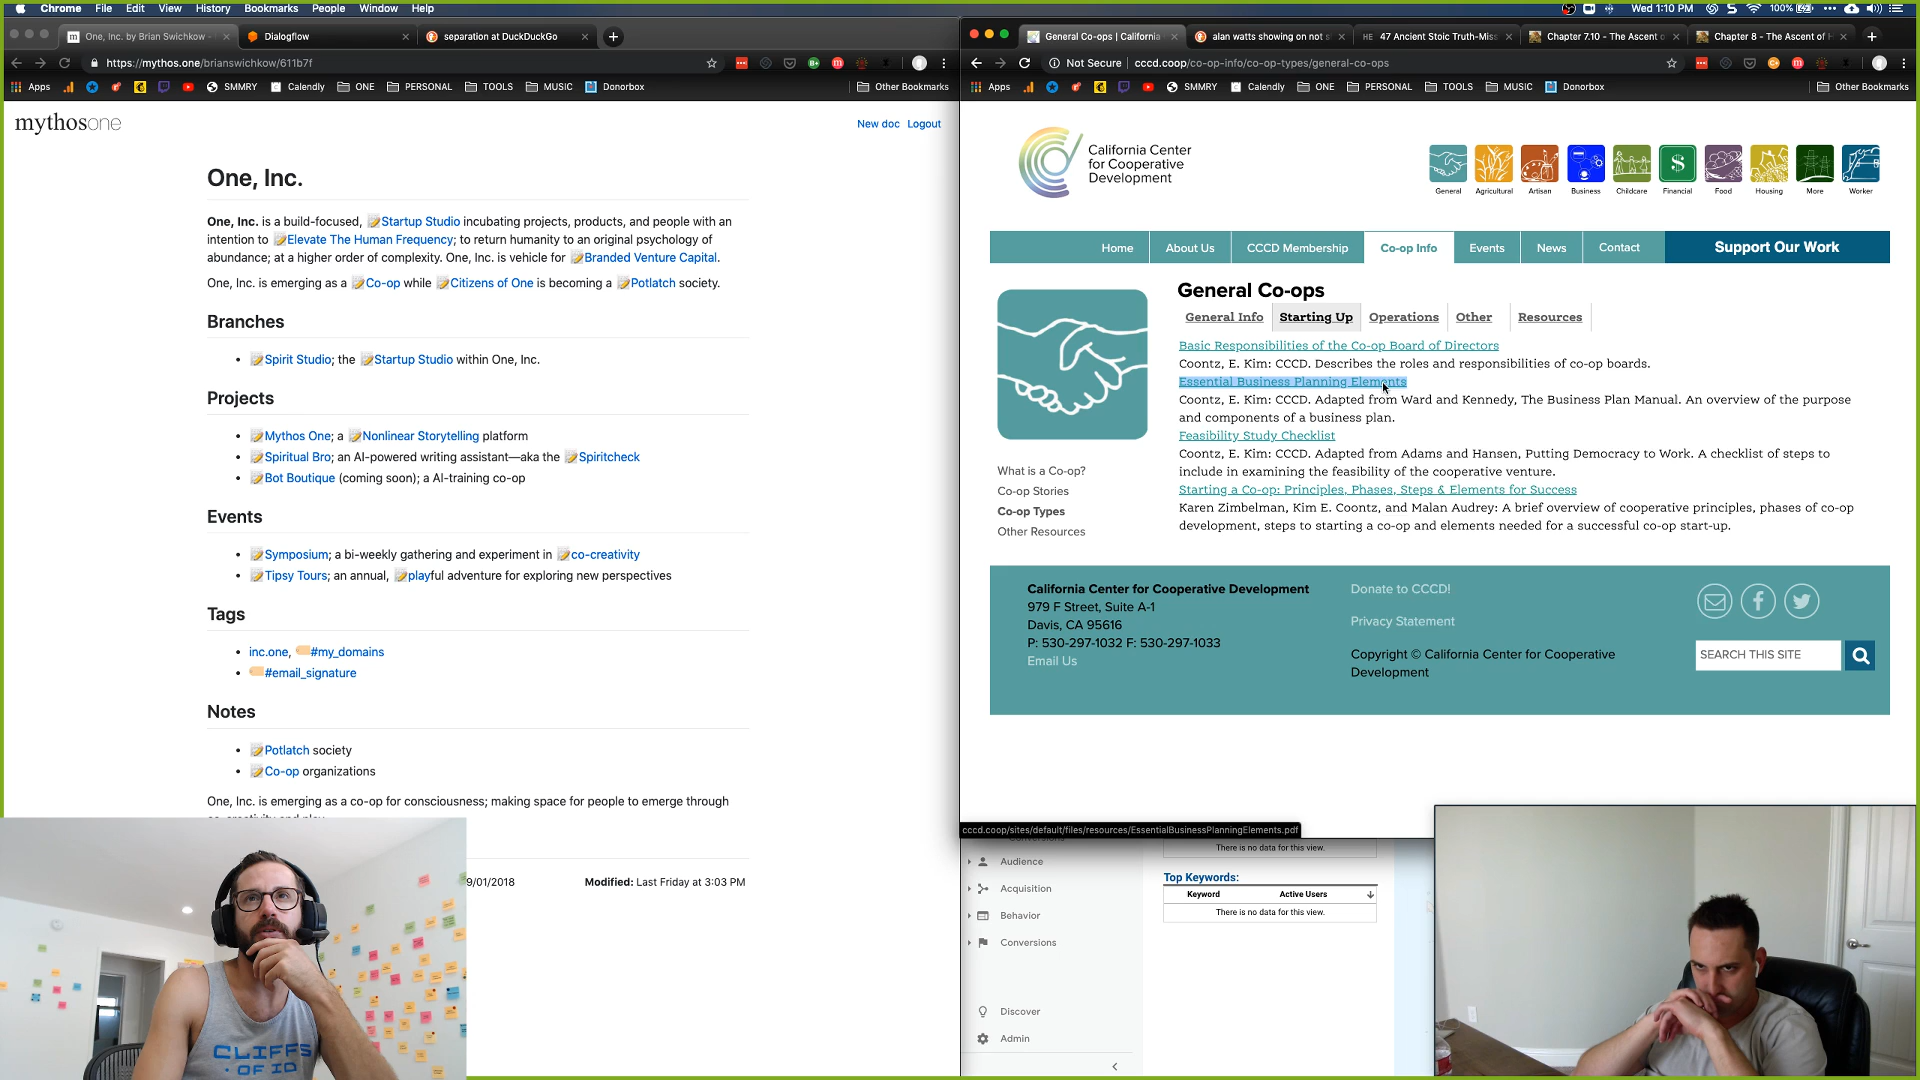 Chrome File Edit View History Bookmarks People Window Help
Wed 1:10 PM 100%
One, Inc. by Brian Swichkow -
Dialogflow
separation at DuckDuckGo
https://mythos.one/brianswichkow/611b7f
Apps SMMRY Calendly ONE PERSONAL TOOLS MUSIC Donorbox Other Bookmarks
mythosone
New doc Logout
One, Inc.
One, Inc. is a build-focused, Startup Studio incubating projects, products, and people with an
intention to Elevate The Human Frequency; to return humanity to an original psychology of
abundance; at a higher order of complexity. One, Inc. is vehicle for Branded Venture Capital.
One, Inc. is emerging as a Co-op while Citizens of One is becoming a Potlatch society.
Branches
Spirit Studio; the Startup Studio within One, Inc.
Projects
Mythos One; a Nonlinear Storytelling platform
Spiritual Bro; an AI-powered writing assistant—aka the Spiritcheck
Bot Boutique (coming soon); a AI-training co-op
Events
Symposium; a bi-weekly gathering and experiment in co-creativity
Tipsy Tours; an annual, playful adventure for exploring new perspectives
Tags
inc.one, #my_domains
#email_signature
Notes
Potlatch society
Co-op organizations
One, Inc. is emerging as a co-op for consciousness; making space for people to emerge through
9/01/2018
Modified: Last Friday at 3:03 PM
CLIFFS
OF IO
General Co-ops | California
alan watts showing on not s
HE 47 Ancient Stoic Truth-Miss
Chapter 7.10 - The Ascent o
Chapter 8 - The Ascent of H
Not Secure cccd.coop/co-op-info/co-op-types/general-co-ops
Apps SMMRY Calendly ONE PERSONAL TOOLS MUSIC Donorbox Other Bookmarks
California Center
for Cooperative
Development
General Agricultural Artisan Business Childcare Financial Food Housing More Worker
Home About Us CCCD Membership Co-op Info Events News Contact Support Our Work
General Co-ops
General Info Starting Up Operations Other Resources
Basic Responsibilities of the Co-op Board of Directors
Coontz, E. Kim: CCCD. Describes the roles and responsibilities of co-op boards.
Essential Business Planning Elements
Coontz, E. Kim: CCCD. Adapted from Ward and Kennedy, The Business Plan Manual. An overview of the purpose
and components of a business plan.
Feasibility Study Checklist
Coontz, E. Kim: CCCD. Adapted from Adams and Hansen, Putting Democracy to Work. A checklist of steps to
include in examining the feasibility of the cooperative venture.
Starting a Co-op: Principles, Phases, Steps & Elements for Success
Karen Zimbelman, Kim E. Coontz, and Malan Audrey: A brief overview of cooperative principles, phases of co-op
development, steps to starting a co-op and elements needed for a successful co-op start-up.
What is a Co-op?
Co-op Stories
Co-op Types
Other Resources
California Center for Cooperative Development
979 F Street, Suite A-1
Davis, CA 95616
P: 530-297-1032 F: 530-297-1033
Email Us
Donate to CCCD!
Privacy Statement
Copyright © California Center for Cooperative
Development
SEARCH THIS SITE
cccd.coop/sites/default/files/resources/EssentialBusinessPlanningElements.pdf
There is no data for this view.
Audience
Acquisition
Behavior
Conversions
Discover
Admin
Top Keywords:
Keyword Active Users
There is no data for this view.